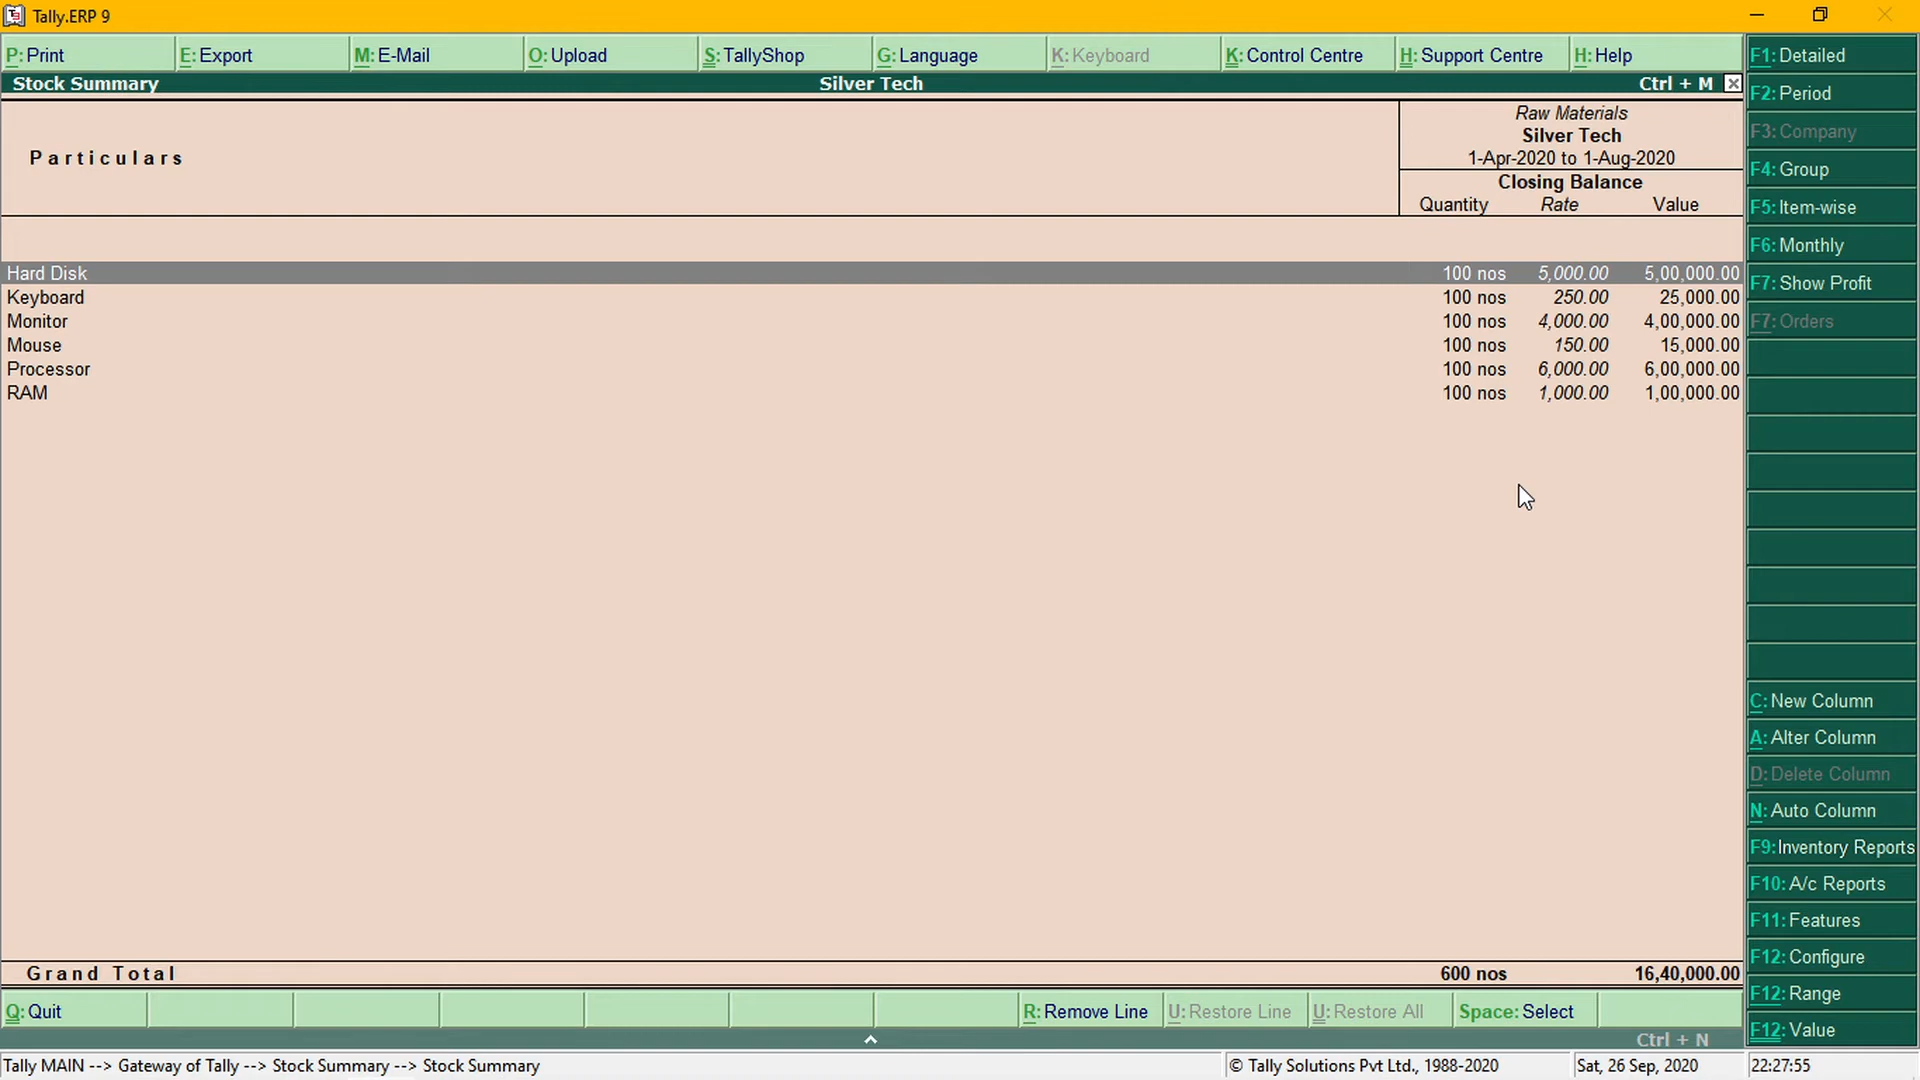 Tally.ERP 9
P: Print E: Export M: E-Mail O: Upload S: TallyShop G: Language K: Keyboard K: Control Centre H: Support Centre H: Help
Stock Summary Silver Tech Ctrl + M
Particulars
Raw Materials
Silver Tech
1-Apr-2020 to 1-Aug-2020
Closing Balance
Quantity Rate Value
Hard Disk 100 nos 5,000.00 5,00,000.00
Keyboard 100 nos 250.00 25,000.00
Monitor 100 nos 4,000.00 4,00,000.00
Mouse 100 nos 150.00 15,000.00
Processor 100 nos 6,000.00 6,00,000.00
RAM 100 nos 1,000.00 1,00,000.00
Grand Total 600 nos 16,40,000.00
F1: Detailed
F2: Period
F3: Company
F4: Group
F5: Item-wise
F6: Monthly
F7: Show Profit
F7: Orders
C: New Column
A: Alter Column
D: Delete Column
N: Auto Column
F9: Inventory Reports
F10: A/c Reports
F11: Features
F12: Configure
F12: Range
F12: Value
Q: Quit R: Remove Line U: Restore Line U: Restore All Space: Select
Ctrl + N
Tally MAIN --> Gateway of Tally --> Stock Summary --> Stock Summary © Tally Solutions Pvt Ltd., 1988-2020 Sat, 26 Sep, 2020 22:27:55